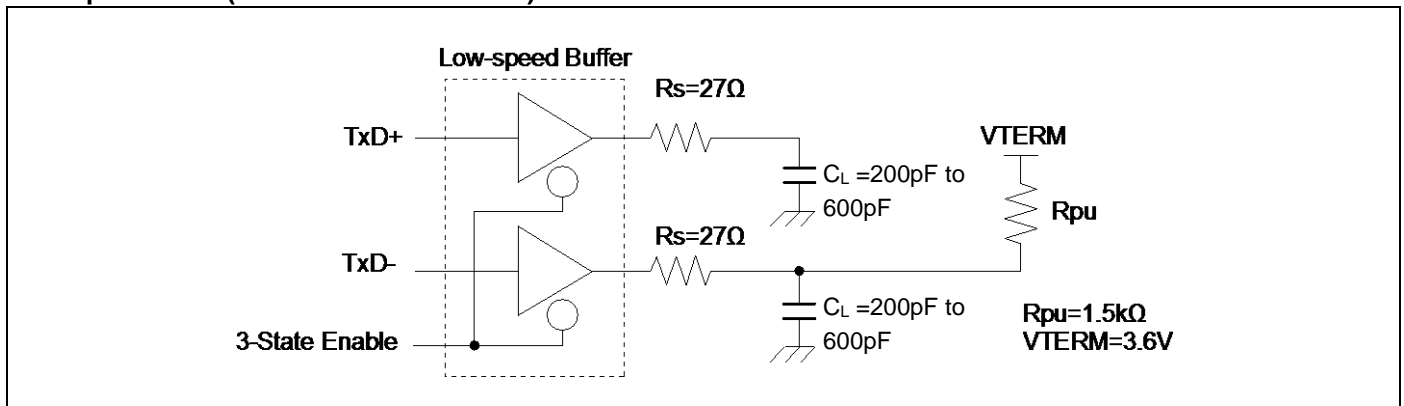 Low-speed Buffer
Rs=27Ω
TxD+
VTERM
CL =200pF to
600pF
Rpu
Rs=27Ω
TxD-
CL =200pF to
600pF
Rpu=1.5kΩ
VTERM=3.6V
3-State Enable